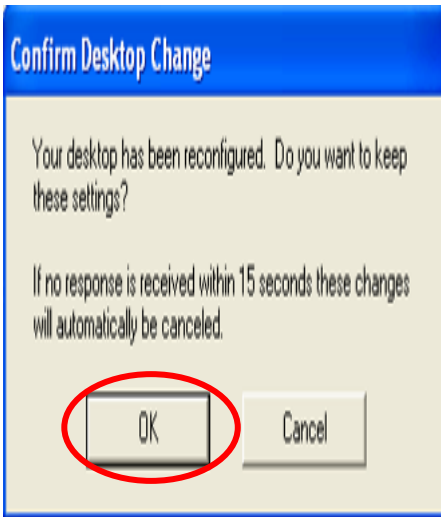 Confirm Desktop Change
Your desktop has been reconfigured. Do you want to keep
these settings?
If no response is received within 15 seconds these changes
will automatically be canceled.
OK
Cancel